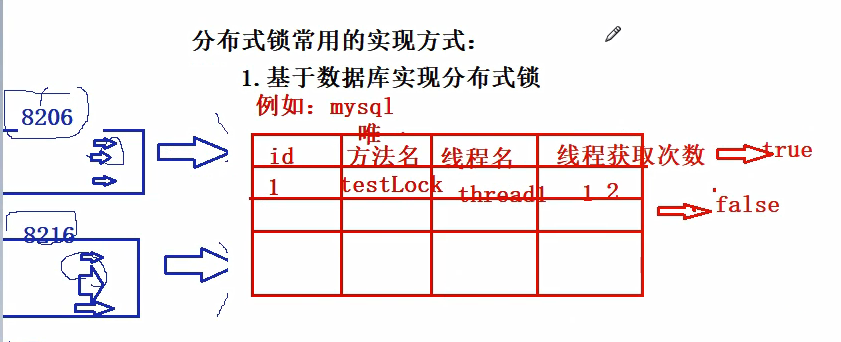 分布式锁常用的实现方式：
1.基于数据库实现分布式锁
例如：mysql
唯一
8206
id 方法名 线程名 线程获取次数 true
1 testLock thread1 1 2 false
8216